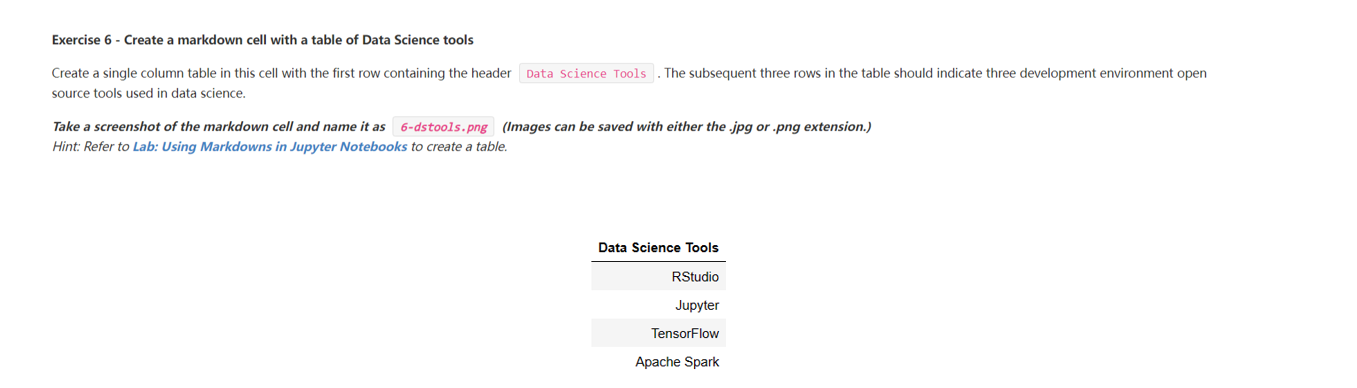 Exercise 6 - Create a markdown cell with a table of Data Science tools
Create a single column table in this cell with the first row containing the header Data Science Tools . The subsequent three rows in the table should indicate three development environment open
source tools used in data science.
Take a screenshot of the markdown cell and name it as 6-dstools.png (Images can be saved with either the .jpg or .png extension.)
Hint: Refer to Lab: Using Markdowns in Jupyter Notebooks to create a table.
Data Science Tools
RStudio
Jupyter
TensorFlow
Apache Spark